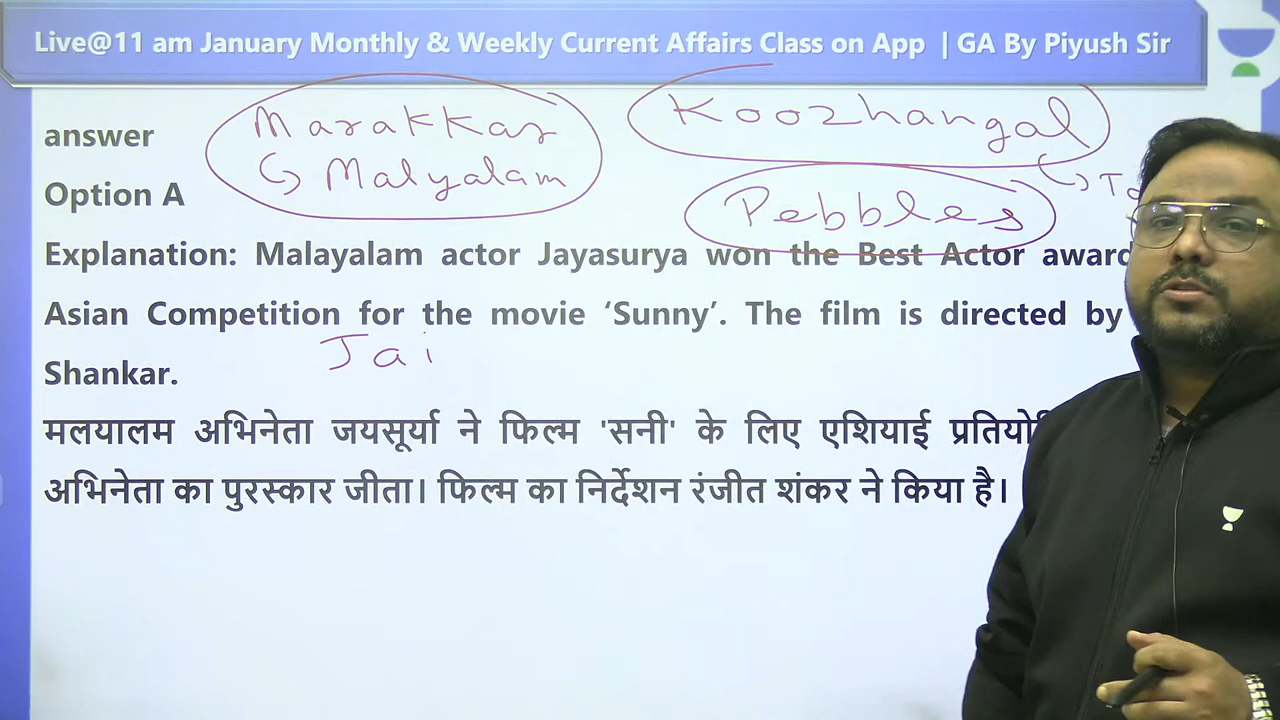 Live@11 am January Monthly & Weekly Current Affairs Class on App | GA By Piyush Sir
Marakkar
Malyalam
Koozhangal
Pebbles
answer
Option A
Explanation: Malayalam actor Jayasurya won the Best Actor award
Asian Competition for the movie ‘Sunny’. The film is directed by
Jai
Shankar.
मलयालम अभिनेता जयसूर्या ने फिल्म 'सनी' के लिए एशियाई
अभिनेता का पुरस्कार जीता। फिल्म का निर्देशन रंजीत शंकर ने किया है।